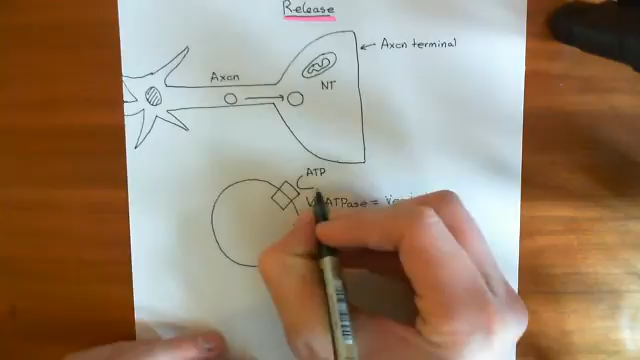 Release
Axon
Axon terminal
NT
ATP
ATPase =